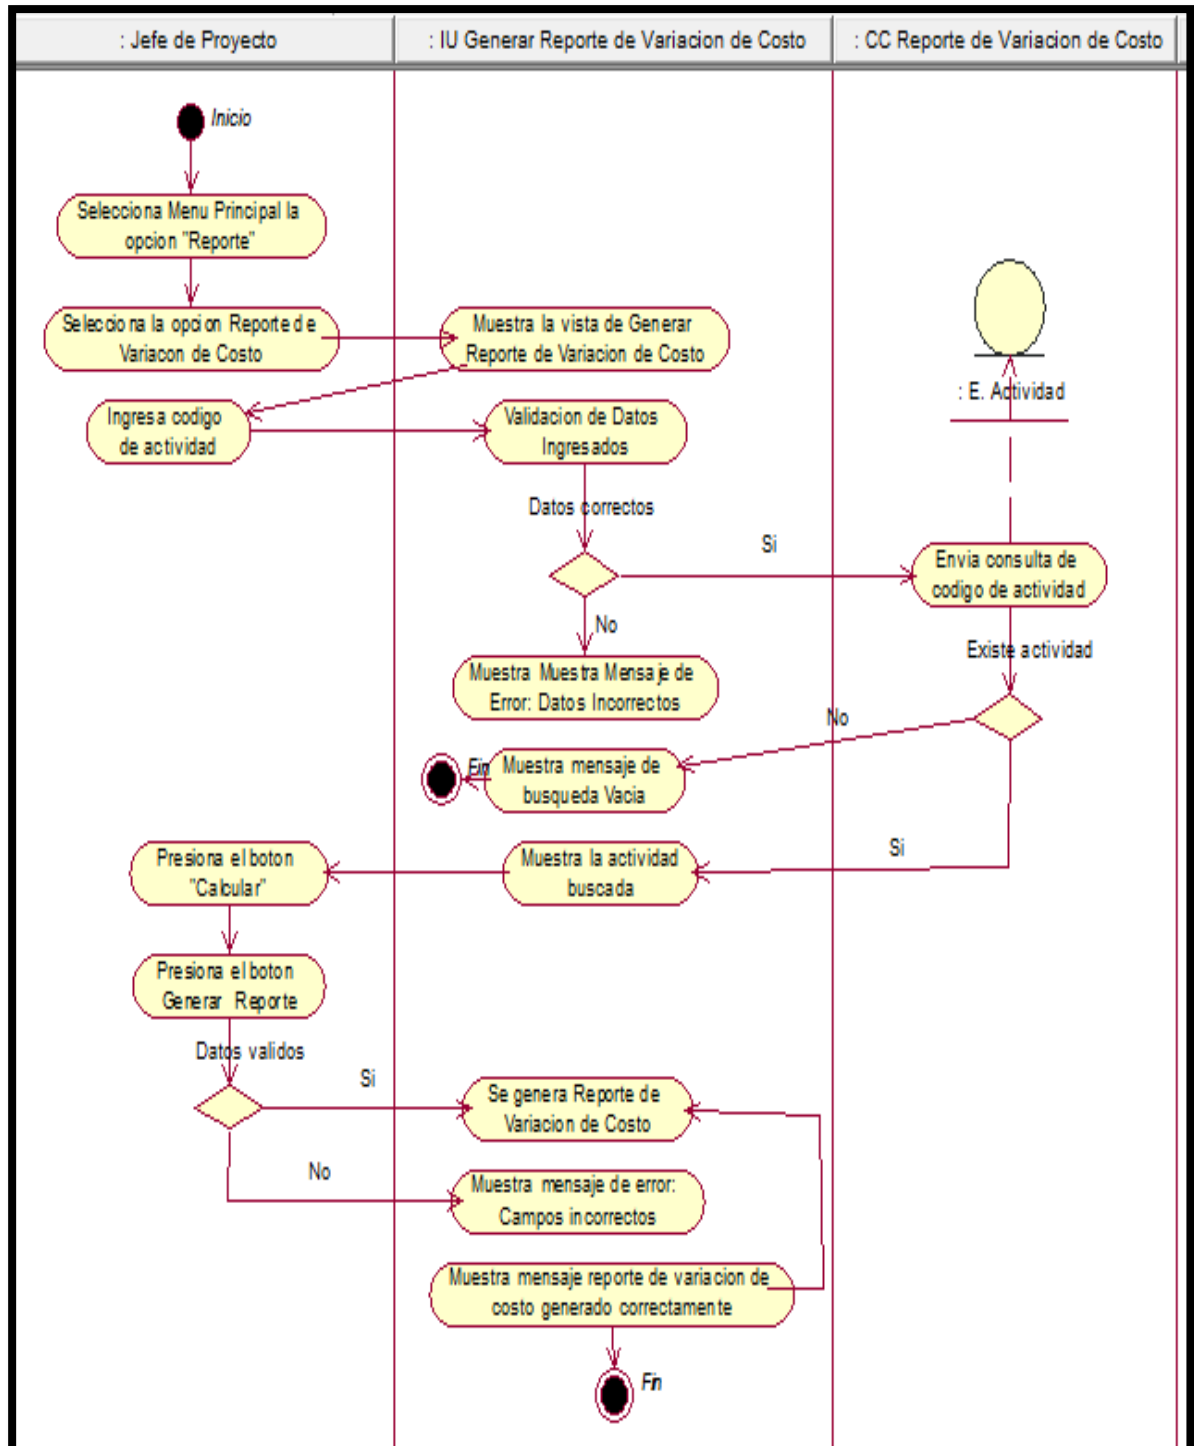 : Jefe de Proyecto
: IU Generar Reporte de Variacion de Costo
: CC Reporte de Variacion de Costo
Inicio
Selecciona Menu Principal la
opcion "Reporte"
Selecciona la opcion Reporte de
Variacon de Costo
Muestra la vista de Generar
Reporte de Variacion de Costo
: E. Actividad
Ingresa codigo
de actividad
Validacion de Datos
Ingresados
Datos correctos
Si
Envia consulta de
codigo de actividad
No
Existe actividad
Muestra Muestra Mensaje de
Error: Datos Incorrectos
No
Fin
Muestra mensaje de
busqueda Vacia
Si
Presiona el boton
"Calcular"
Muestra la actividad
buscada
Presiona el boton
Generar Reporte
Datos validos
Si
Se genera Reporte de
Variacion de Costo
No
Muestra mensaje de error:
Campos incorrectos
Muestra mensaje reporte de variacion de
costo generado correctamente
Fin